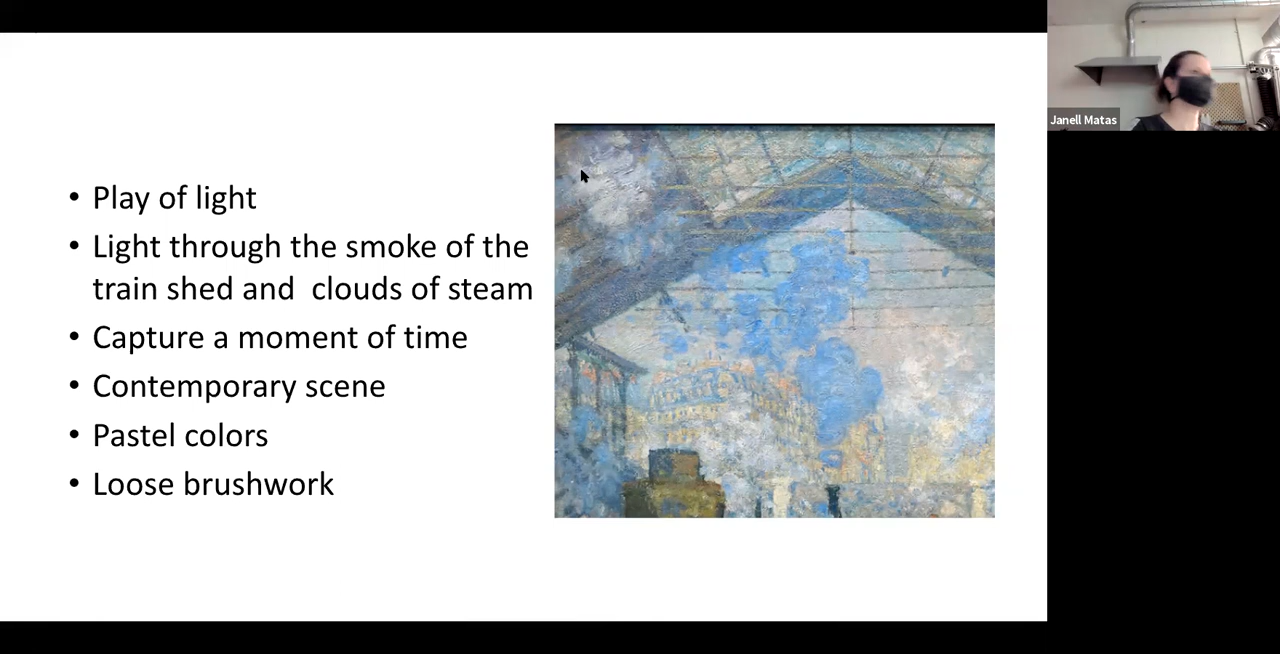 • Play of light
• Light through the smoke of the
train shed and  clouds of steam
• Capture a moment of time
• Contemporary scene
• Pastel colors
• Loose brushwork
Janell Matas